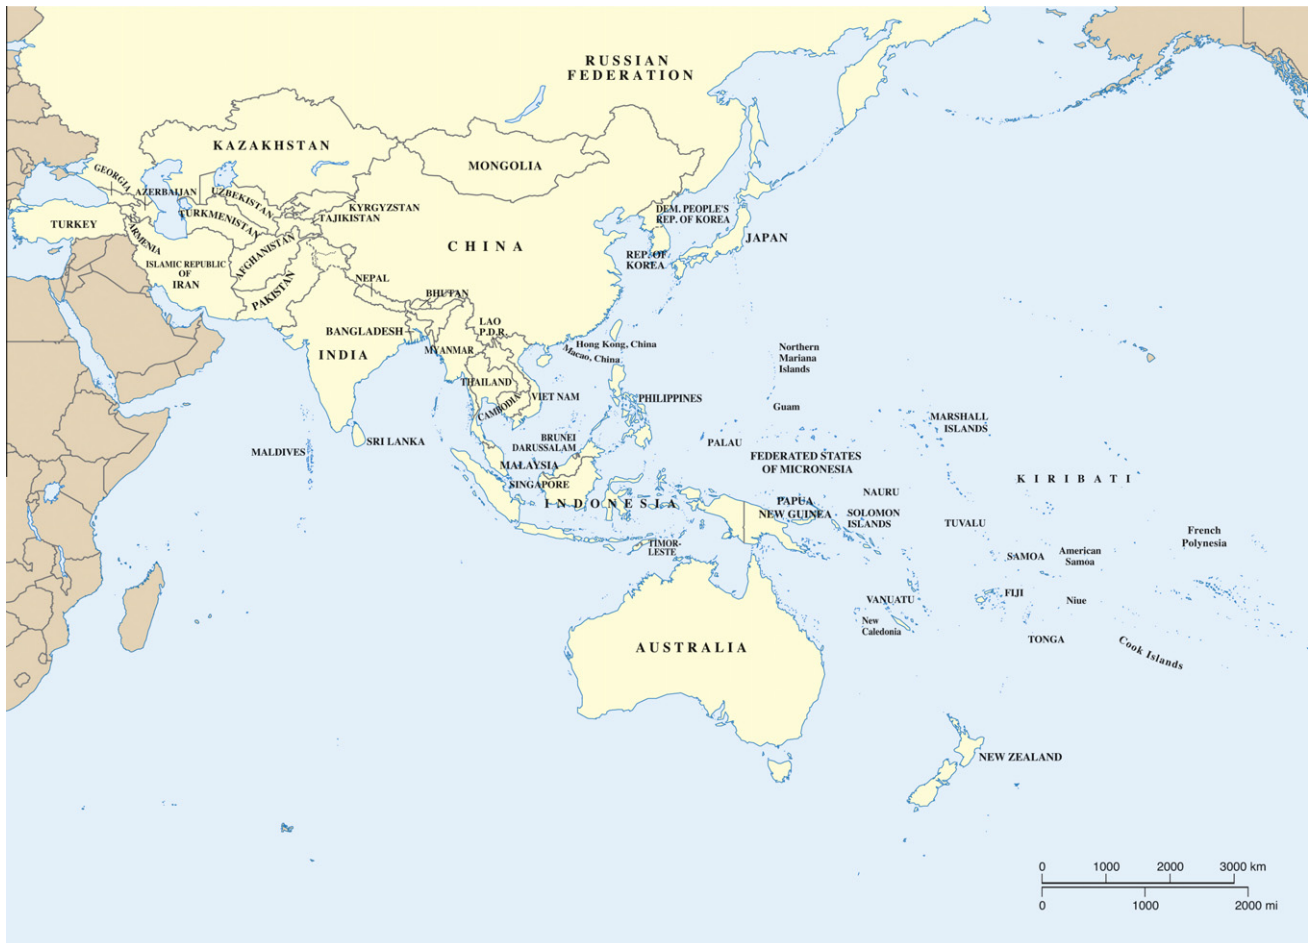 RUSSIAN
FEDERATION
KAZAKHSTAN
MONGOLIA
GEORGIA
AZERBAIJAN
UZBEKISTAN
KYRGYZSTAN
TURKMENISTAN
TAJIKISTAN
DEM. PEOPLE'S
REP. OF KOREA
TURKEY
ARMENIA
AFGHANISTAN
CHINA
JAPAN
REP. OF
KOREA
ISLAMIC REPUBLIC
OF
IRAN
PAKISTAN
NEPAL
BHUTAN
BANGLADESH
LAO
P.D.R.
INDIA
MYANMAR
Hong Kong, China
Macao, China
Northern
Mariana
Islands
THAILAND
VIET NAM
CAMBODIA
PHILIPPINES
Guam
MARSHALL
ISLANDS
SRI LANKA
MALDIVES
BRUNEI
DARUSSALAM
PALAU
FEDERATED STATES
OF MICRONESIA
MALAYSIA
SINGAPORE
KIRIBATI
INDONESIA
PAPUA
NEW GUINEA
NAURU
SOLOMON
ISLANDS
TUVALU
French
Polynesia
TIMOR-
LESTE
SAMOA
American
Samoa
VANUATU
FIJI
Niue
New
Caledonia
TONGA
Cook Islands
AUSTRALIA
NEW ZEALAND
0 1000 2000 3000 km
0 1000 2000 mi